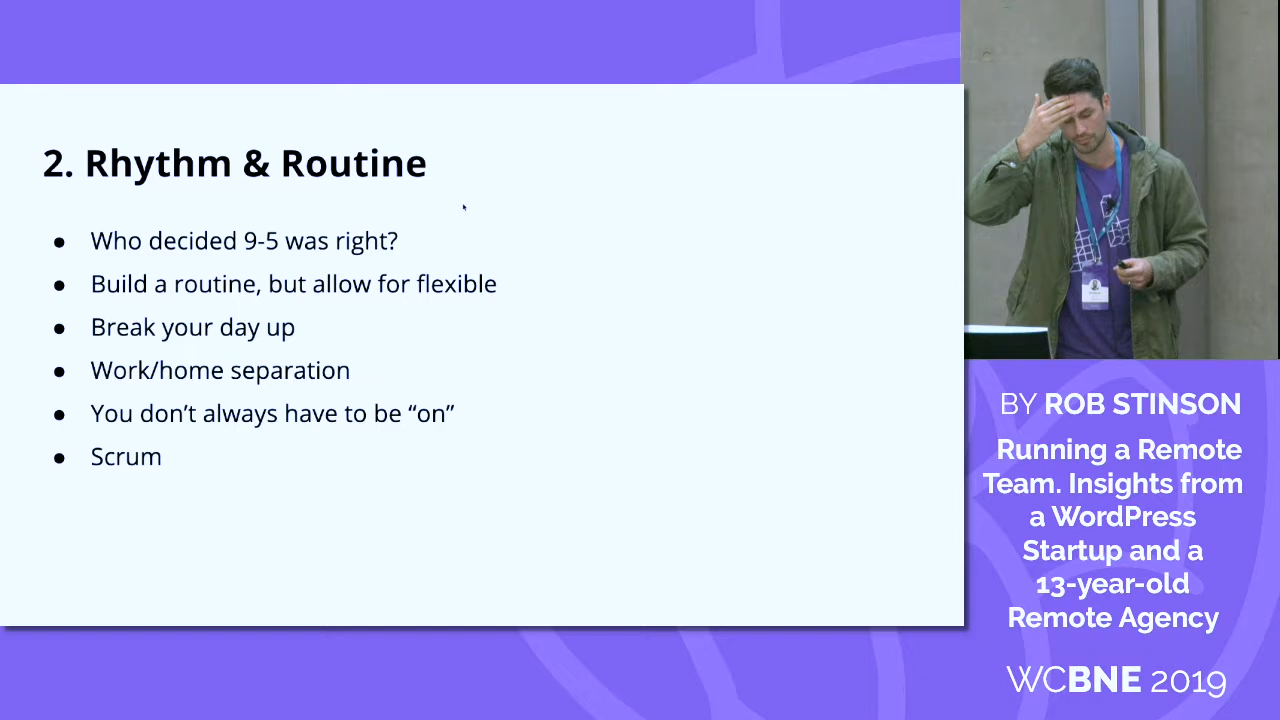 2. Rhythm & Routine
● Who decided 9-5 was right?
● Build a routine, but allow for flexible
● Break your day up
● Work/home separation
● You don’t always have to be “on”
● Scrum
BY ROB STINSON
Running a Remote
Team. Insights from
a WordPress
Startup and a
13-year-old
Remote Agency
WCBNE 2019